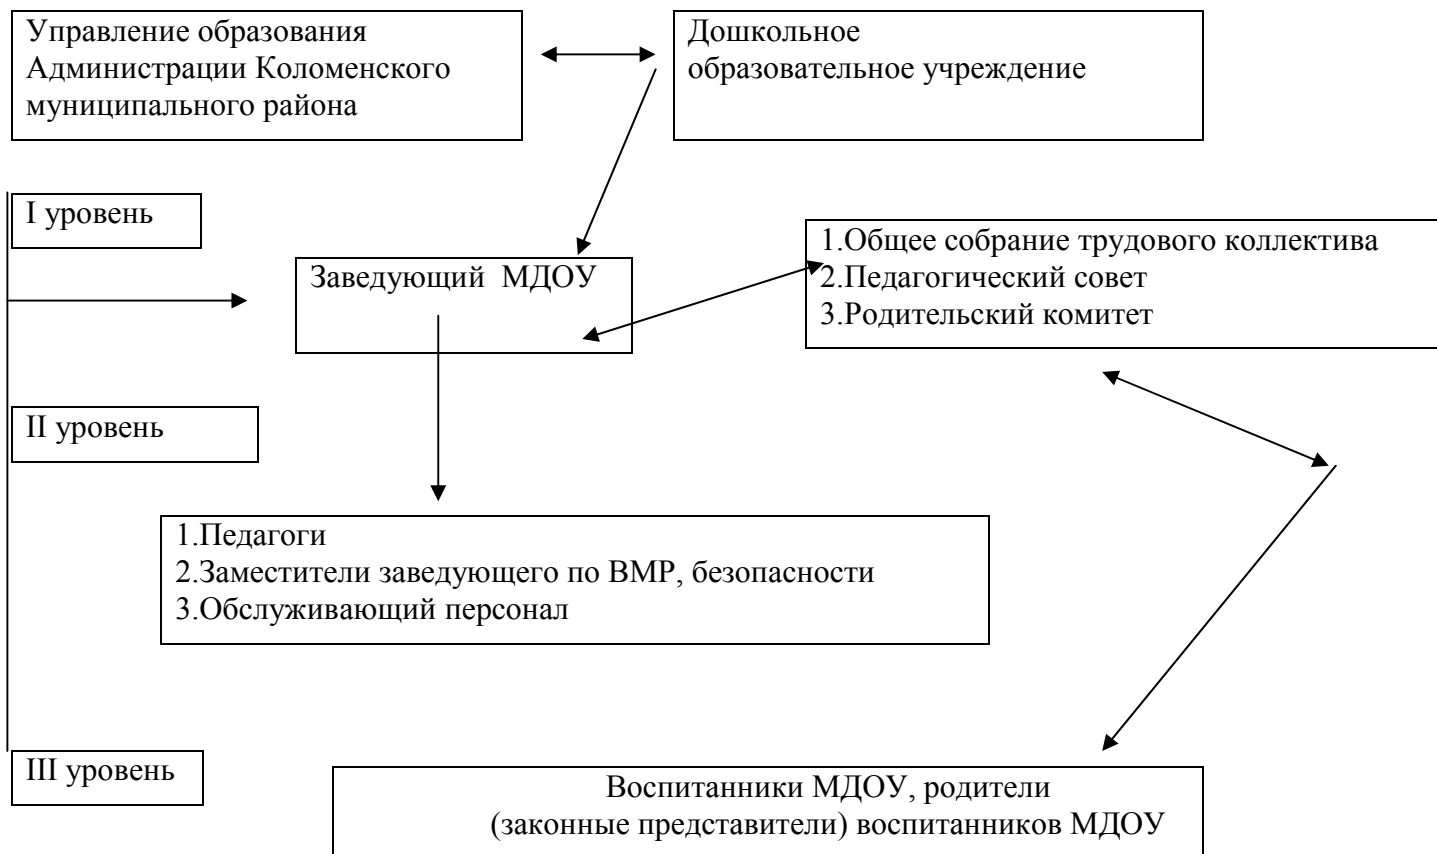 Управление образования
Администрации Коломенского
муниципального района
Дошкольное
образовательное учреждение
I уровень
1.Общее собрание трудового коллектива
2.Педагогический совет
3.Родительский комитет
Заведующий МДОУ
II уровень
1.Педагоги
2.Заместители заведующего по ВМР, безопасности
3.Обслуживающий персонал
III уровень
Воспитанники МДОУ, родители
(законные представители) воспитанников МДОУ